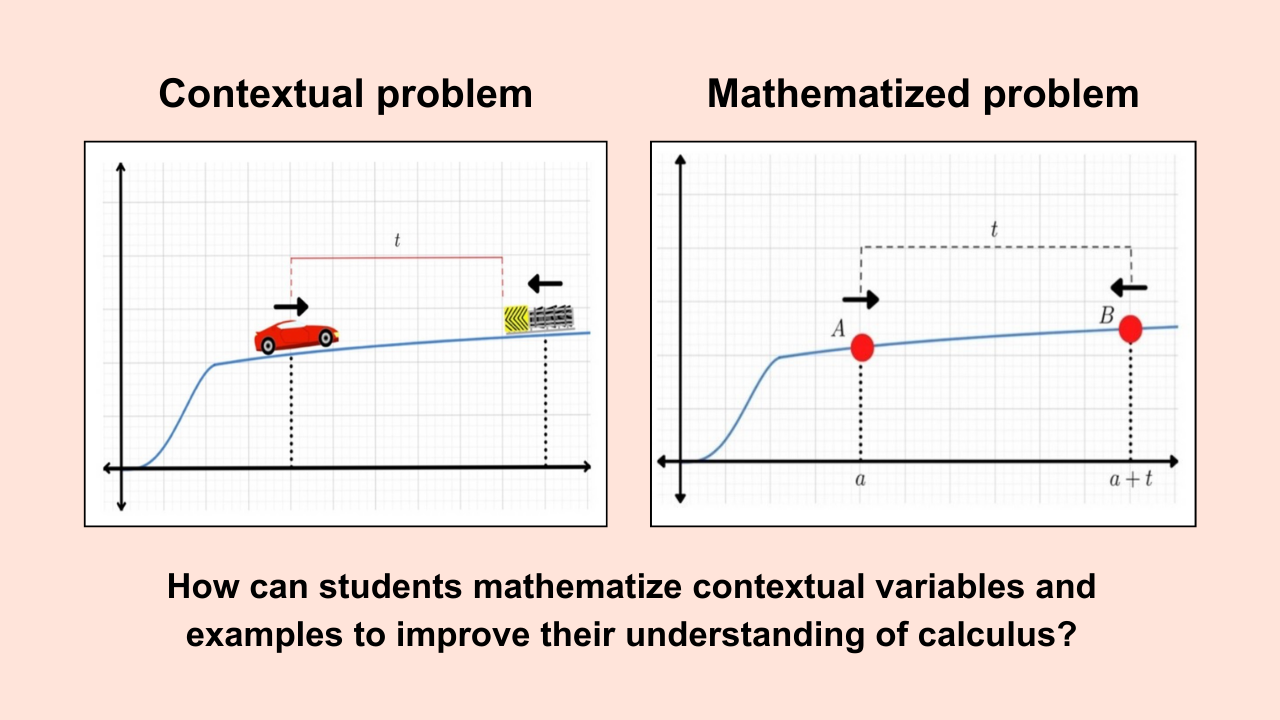 Contextual problem
Mathematized problem
t
t
A
B
a
a + t
How can students mathematize contextual variables and
examples to improve their understanding of calculus?